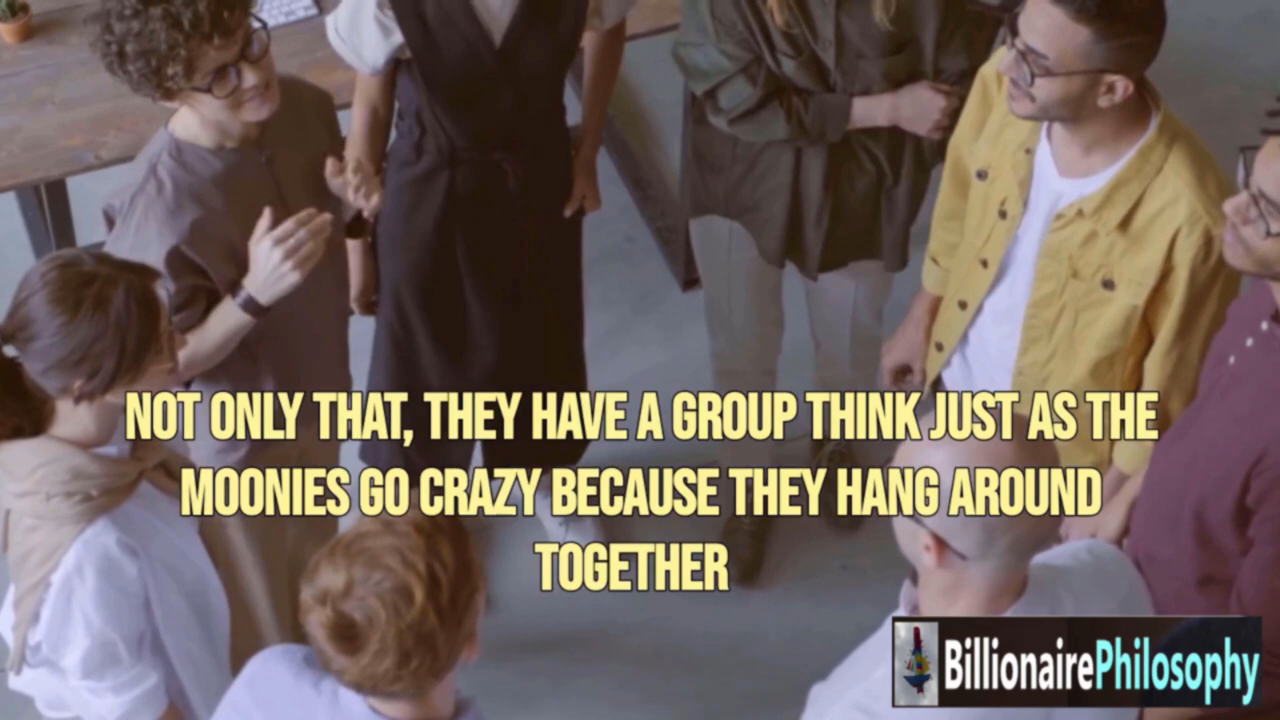 NOT ONLY THAT, THEY HAVE A GROUP THINK JUST AS THE
MOONIES GO CRAZY BECAUSE THEY HANG AROUND
TOGETHER
BillionairePhilosophy